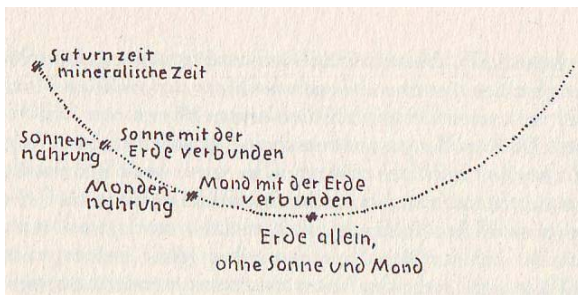 Saturnzeit
mineralische Zeit
Sonnen-
nahrung
Sonne mit der
Erde verbunden
Monden-
nahrung
Mond mit der Erde
verbunden
Erde allein,
ohne Sonne und Mond